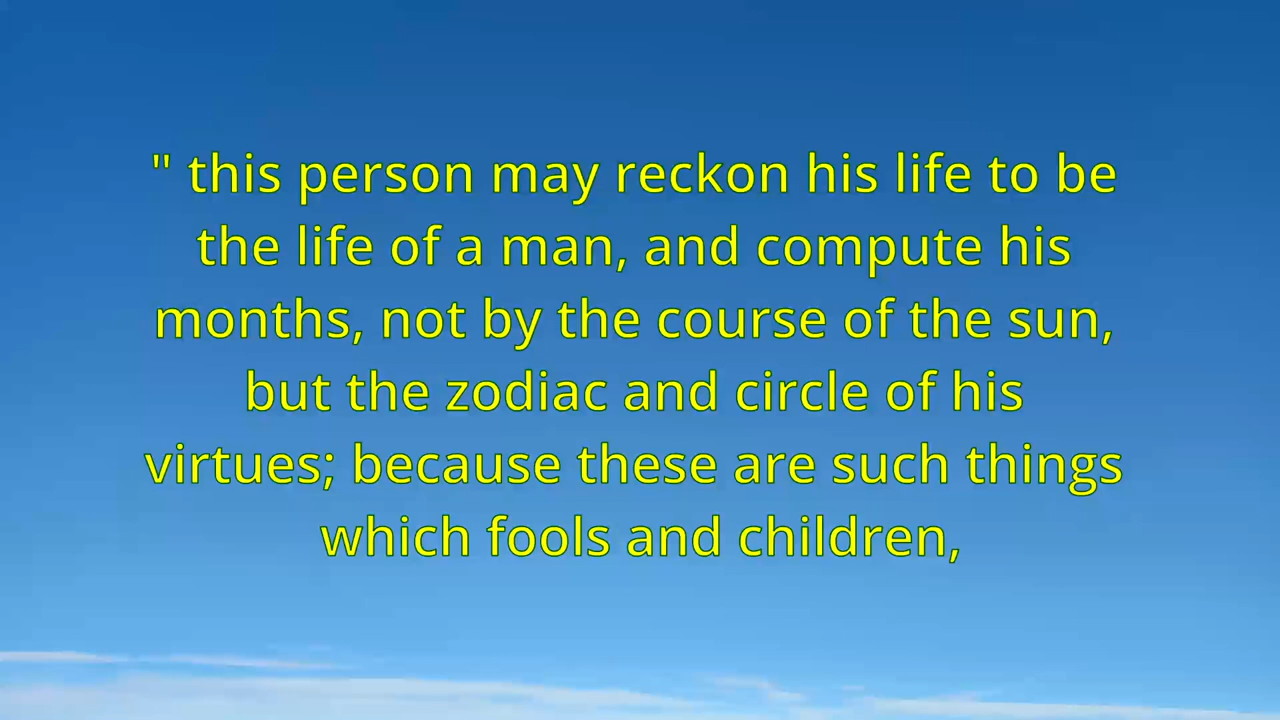 " this person may reckon his life to be
the life of a man, and compute his
months, not by the course of the sun,
but the zodiac and circle of his
virtues; because these are such things
which fools and children,